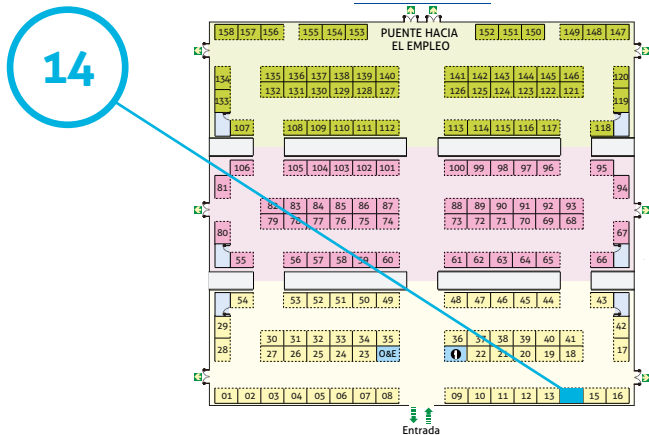 14
158 157 156 155 154 153 PUENTE HACIA EL EMPLEO 152 151 150 149 148 147
134 135 136 137 138 139 140 141 142 143 144 145 146 120
133 132 131 130 129 128 127 126 125 124 123 122 121 119
107 108 109 110 111 112 113 114 115 116 117 118
106 105 104 103 102 101 100 99 98 97 96 95
81 94
82 83 84 85 86 87 88 89 90 91 92 93
80 79 78 77 76 75 74 73 72 71 70 69 68 67
55 56 57 58 59 60 61 62 63 64 65 66
54 53 52 51 50 49 48 47 46 45 44 43
29 42
30 31 32 33 34 35 36 37 38 39 40 41
28 27 26 25 24 23 O&E 22 21 20 19 18 17
01 02 03 04 05 06 07 08 09 10 11 12 13 15 16
Entrada